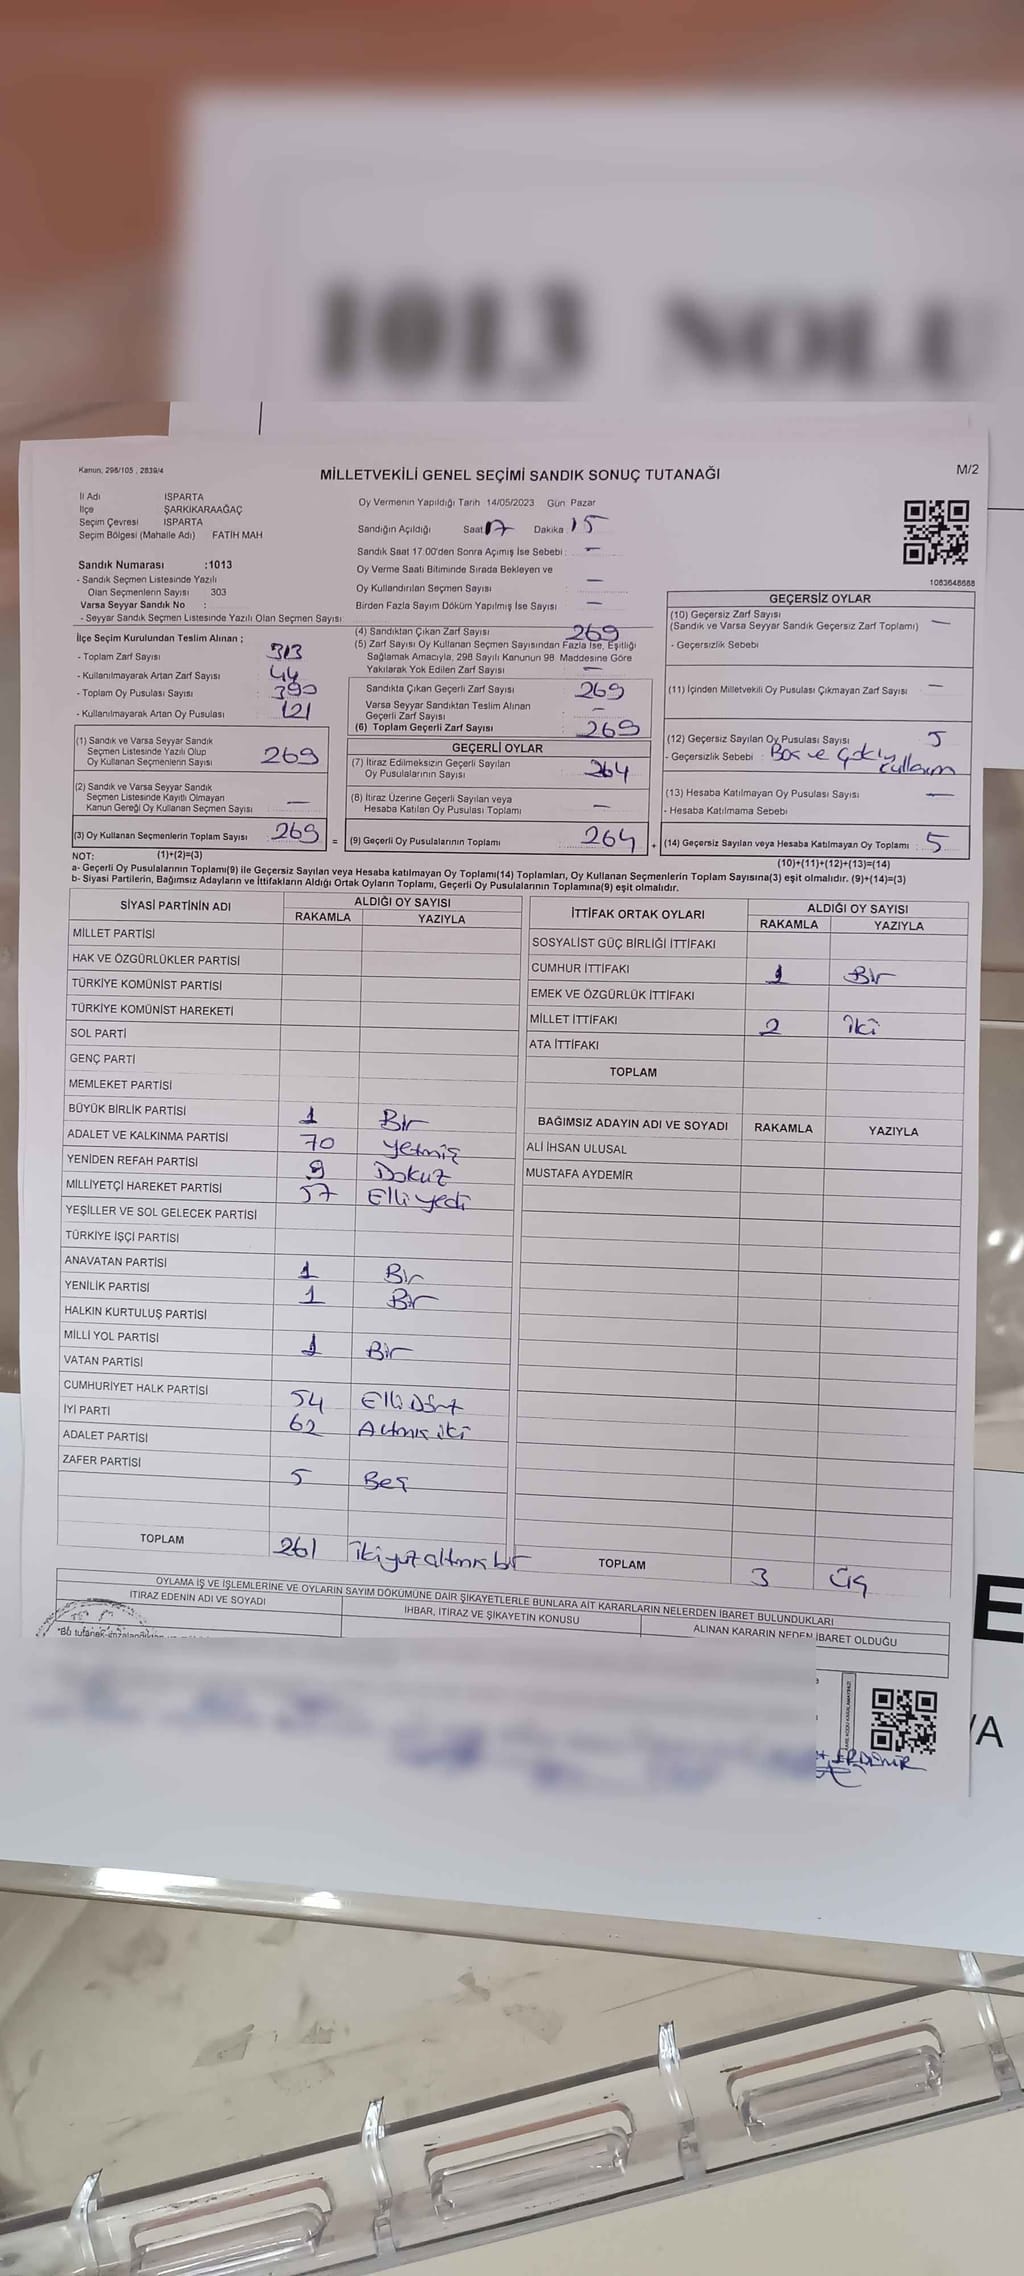 1013 NOLU
Kanun, 298/105 , 2839/4
MİLLETVEKİLİ GENEL SEÇİMİ SANDIK SONUÇ TUTANAĞI
M/2
İl Adı ISPARTA
İlçe ŞARKİKARAAĞAÇ
Seçim Çevresi ISPARTA
Seçim Bölgesi (Mahalle Adı) FATİH MAH
Sandık Numarası :1013
- Sandık Seçmen Listesinde Yazılı
Olan Seçmenlerin Sayısı 303
Varsa Seyyar Sandık No :
- Seyyar Sandık Seçmen Listesinde Yazılı Olan Seçmen Sayısı
Oy Vermenin Yapıldığı Tarih 14/05/2023 Gün Pazar
Sandığın Açıldığı Saat 17 Dakika 15
Sandık Saat 17.00'den Sonra Açımış İse Sebebi : —
Oy Verme Saati Bitiminde Sırada Bekleyen ve
Oy Kullandırılan Seçmen Sayısı —
Birden Fazla Sayım Döküm Yapılmış İse Sayısı —
1083648688
İlçe Seçim Kurulundan Teslim Alınan ;
- Toplam Zarf Sayısı : 313
- Kullanılmayarak Artan Zarf Sayısı : 44
- Toplam Oy Pusulası Sayısı : 390
- Kullanılmayarak Artan Oy Pusulası : 121
(1) Sandık ve Varsa Seyyar Sandık
Seçmen Listesinde Yazılı Olup
Oy Kullanan Seçmenlerin Sayısı 269
(2) Sandık ve Varsa Seyyar Sandık
Seçmen Listesinde Kayıtlı Olmayan
Kanun Gereği Oy Kullanan Seçmen Sayısı —
(3) Oy Kullanan Seçmenlerin Toplam Sayısı 269 =
(4) Sandıktan Çıkan Zarf Sayısı 269
(5) Zarf Sayısı Oy Kullanan Seçmen Sayısından Fazla İse, Eşitliği
Sağlamak Amacıyla, 298 Sayılı Kanunun 98. Maddesine Göre
Yakılarak Yok Edilen Zarf Sayısı —
Sandıkta Çıkan Geçerli Zarf Sayısı 269
Varsa Seyyar Sandıktan Teslim Alınan
Geçerli Zarf Sayısı —
(6) Toplam Geçerli Zarf Sayısı 269
GEÇERLİ OYLAR
(7) İtiraz Edilmeksizin Geçerli Sayılan
Oy Pusulalarının Sayısı 264
(8) İtiraz Üzerine Geçerli Sayılan veya
Hesaba Katılan Oy Pusulası Toplamı —
(9) Geçerli Oy Pusulalarının Toplamı 264 +
GEÇERSİZ OYLAR
(10) Geçersiz Zarf Sayısı
(Sandık ve Varsa Seyyar Sandık Geçersiz Zarf Toplamı) —
- Geçersizlik Sebebi
(11) İçinden Milletvekili Oy Pusulası Çıkmayan Zarf Sayısı —
(12) Geçersiz Sayılan Oy Pusulası Sayısı 5
- Geçersizlik Sebebi : Boş ve
(13) Hesaba Katılmayan Oy Pusulası Sayısı —
- Hesaba Katılmama Sebebi
(14) Geçersiz Sayılan veya Hesaba Katılmayan Oy Toplamı 5
NOT: (1)+(2)=(3)
(10)+(11)+(12)+(13)=(14)
a- Geçerli Oy Pusulalarının Toplamı(9) ile Geçersiz Sayılan veya Hesaba katılmayan Oy Toplamı(14) Toplamları, Oy Kullanan Seçmenlerin Toplam Sayısına(3) eşit olmalıdır. (9)+(14)=(3)
b- Siyasi Partilerin, Bağımsız Adayların ve İttifakların Aldığı Ortak Oyların Toplamı, Geçerli Oy Pusulalarının Toplamına(9) eşit olmalıdır.
SİYASİ PARTİNİN ADI ALDIĞI OY SAYISI
RAKAMLA YAZIYLA
MİLLET PARTİSİ
HAK VE ÖZGÜRLÜKLER PARTİSİ
TÜRKİYE KOMÜNİST PARTİSİ
TÜRKİYE KOMÜNİST HAREKETİ
SOL PARTİ
GENÇ PARTİ
MEMLEKET PARTİSİ
BÜYÜK BİRLİK PARTİSİ 1 Bir
ADALET VE KALKINMA PARTİSİ 70 Yetmiş
YENİDEN REFAH PARTİSİ 9 Dokuz
MİLLİYETÇİ HAREKET PARTİSİ 57 Elli yedi
YEŞİLLER VE SOL GELECEK PARTİSİ
TÜRKİYE İŞÇİ PARTİSİ
ANAVATAN PARTİSİ 1 Bir
YENİLİK PARTİSİ 1 Bir
HALKIN KURTULUŞ PARTİSİ
MİLLİ YOL PARTİSİ 1 Bir
VATAN PARTİSİ
CUMHURİYET HALK PARTİSİ 54 Elli Dört
İYİ PARTİ 62 Altmış iki
ADALET PARTİSİ
ZAFER PARTİSİ 5 Beş
TOPLAM 261 İkiyüz altmış bir
İTTİFAK ORTAK OYLARI ALDIĞI OY SAYISI
RAKAMLA YAZIYLA
SOSYALİST GÜÇ BİRLİĞİ İTTİFAKI
CUMHUR İTTİFAKI 1 Bir
EMEK VE ÖZGÜRLÜK İTTİFAKI
MİLLET İTTİFAKI 2 İki
ATA İTTİFAKI
TOPLAM
BAĞIMSIZ ADAYIN ADI VE SOYADI RAKAMLA YAZIYLA
ALİ İHSAN ULUSAL
MUSTAFA AYDEMİR
TOPLAM 3 Üç
OYLAMA İŞ VE İŞLEMLERİNE VE OYLARIN SAYIM DÖKÜMÜNE DAİR ŞİKAYETLERLE BUNLARA AİT KARARLARIN NELERDEN İBARET BULUNDUKLARI
İTİRAZ EDENİN ADI VE SOYADI İHBAR, İTİRAZ VE ŞİKAYETİN KONUSU ALINAN KARARIN NEDEN İBARET OLDUĞU
E
/A
ERDEMİR